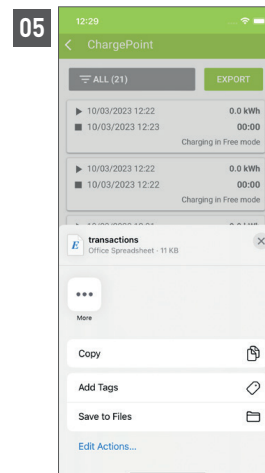 05
12:29
ChargePoint
ALL (21)
EXPORT
10/03/2023 12:22 0.0 kWh
10/03/2023 12:23 00:00
Charging in Free mode
10/03/2023 12:22 0.0 kWh
10/03/2023 12:22 00:00
Charging in Free mode
E transactions
Office Spreadsheet · 11 KB
More
Copy
Add Tags
Save to Files
Edit Actions...